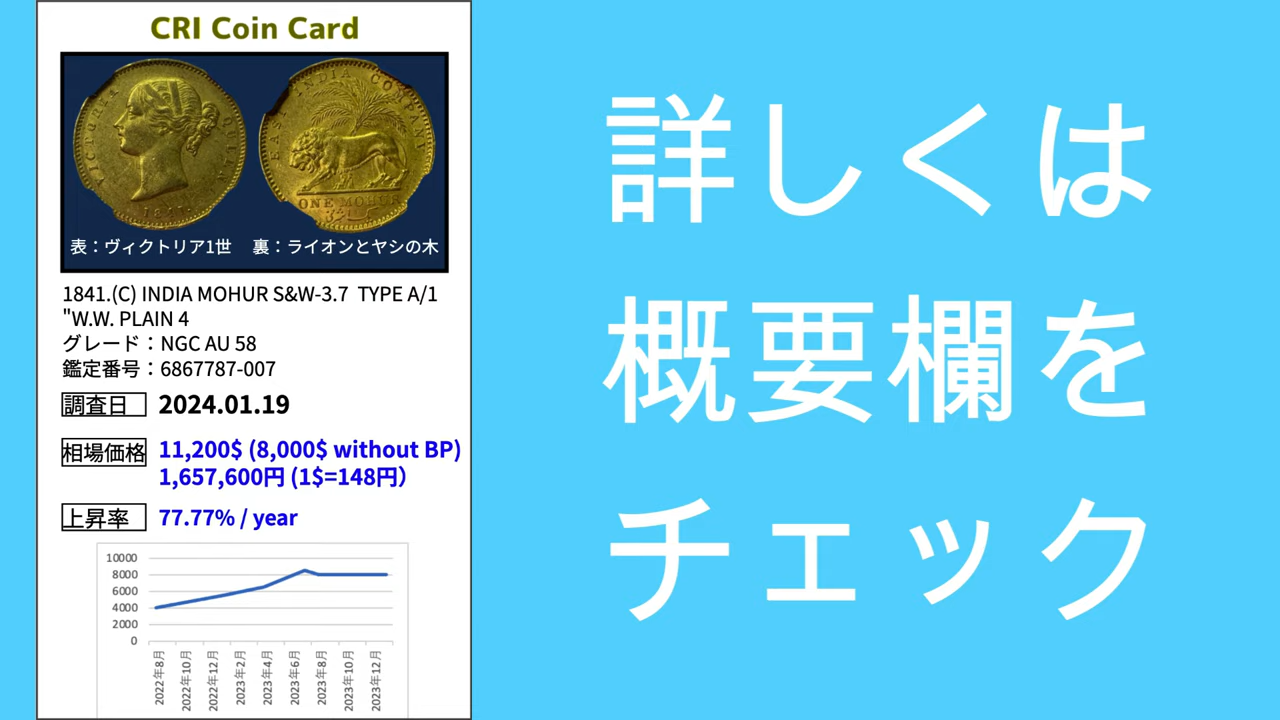 CRI Coin Card
VICTORIA QUEEN
1841
EAST INDIA COMPANY
ONE MOHUR
表：ヴィクトリア1世 裏：ライオンとヤシの木
1841.(C) INDIA MOHUR S&W-3.7 TYPE A/1
"W.W. PLAIN 4
グレード：NGC AU 58
鑑定番号：6867787-007
調査日 2024.01.19
相場価格 11,200$ (8,000$ without BP)
1,657,600円 (1$=148円）
上昇率 77.77% / year
10000
8000
6000
4000
2000
0
2022年8月
2022年10月
2022年12月
2023年2月
2023年4月
2023年6月
2023年8月
2023年10月
2023年12月
詳しくは
概要欄を
チェック